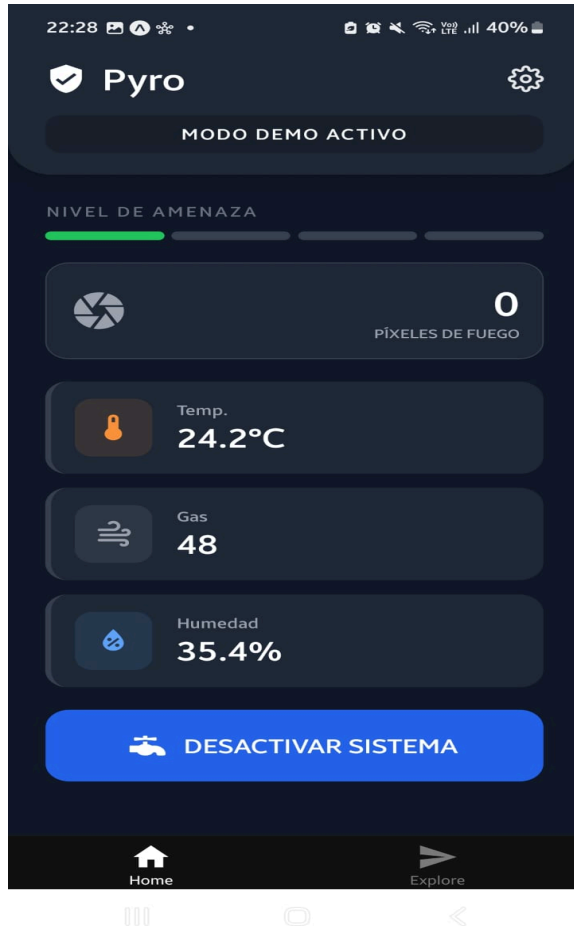 22:28 40%
Pyro
MODO DEMO ACTIVO
NIVEL DE AMENAZA
0
PÍXELES DE FUEGO
Temp.
24.2°C
Gas
48
Humedad
35.4%
DESACTIVAR SISTEMA
Home Explore